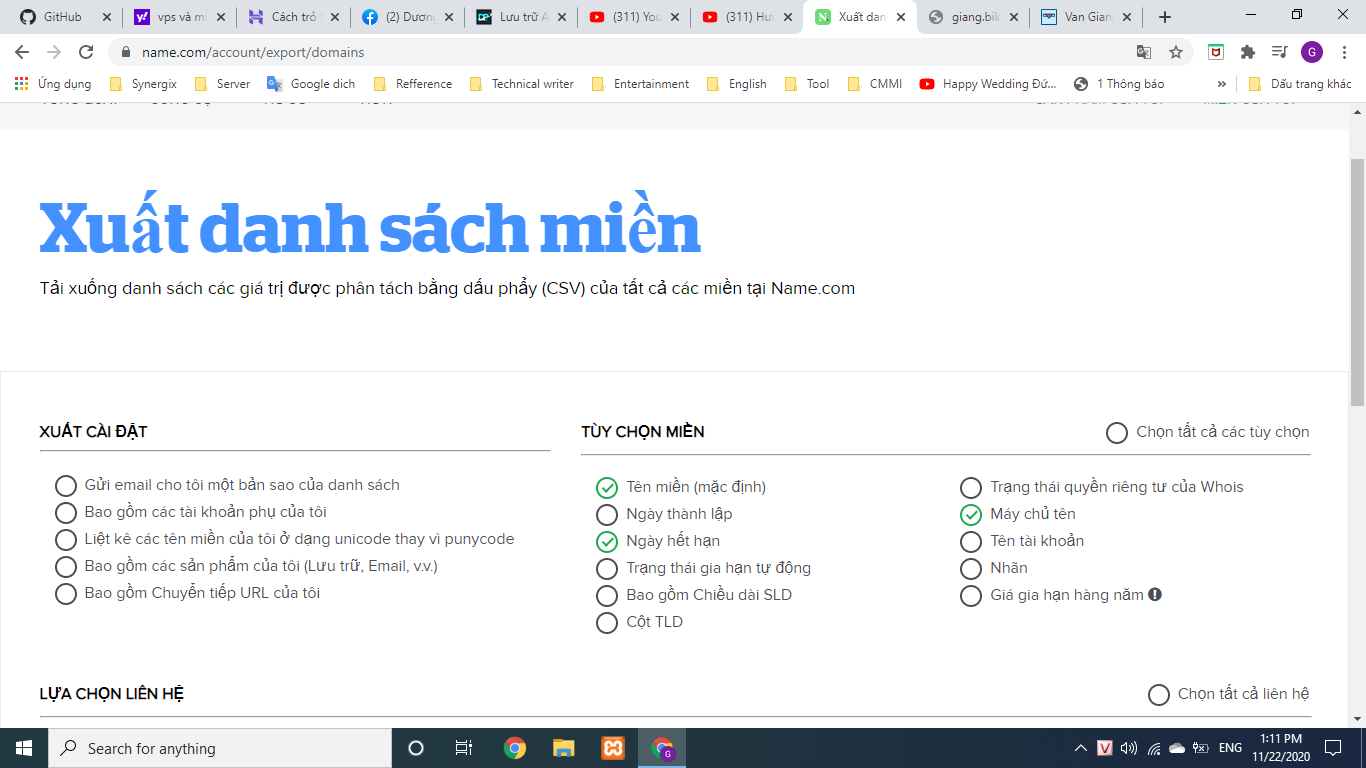 GitHub
vps và m
Cách trỏ
(2) Dương
Lưu trữ A
(311) You
(311) Hướ
Xuất dan
giang.bik
Van Gian
name.com/account/export/domains
G
Ứng dụng
Synergix
Server
Google dich
Refference
Technical writer
Entertainment
English
Tool
CMMI
Happy Wedding Đứ...
1 Thông báo
»
Dấu trang khác
Xuất danh sách miền
Tải xuống danh sách các giá trị được phân tách bằng dấu phẩy (CSV) của tất cả các miền tại Name.com
XUẤT CÀI ĐẶT
Gửi email cho tôi một bản sao của danh sách
Bao gồm các tài khoản phụ của tôi
Liệt kê các tên miền của tôi ở dạng unicode thay vì punycode
Bao gồm các sản phẩm của tôi (Lưu trữ, Email, v.v.)
Bao gồm Chuyển tiếp URL của tôi
TÙY CHỌN MIỀN
Chọn tất cả các tùy chọn
Tên miền (mặc định)
Ngày thành lập
Ngày hết hạn
Trạng thái gia hạn tự động
Bao gồm Chiều dài SLD
Cột TLD
Trạng thái quyền riêng tư của Whois
Máy chủ tên
Tên tài khoản
Nhãn
Giá gia hạn hàng năm
LỰA CHỌN LIÊN HỆ
Chọn tất cả liên hệ
Search for anything
G
V
ENG
1:11 PM
11/22/2020